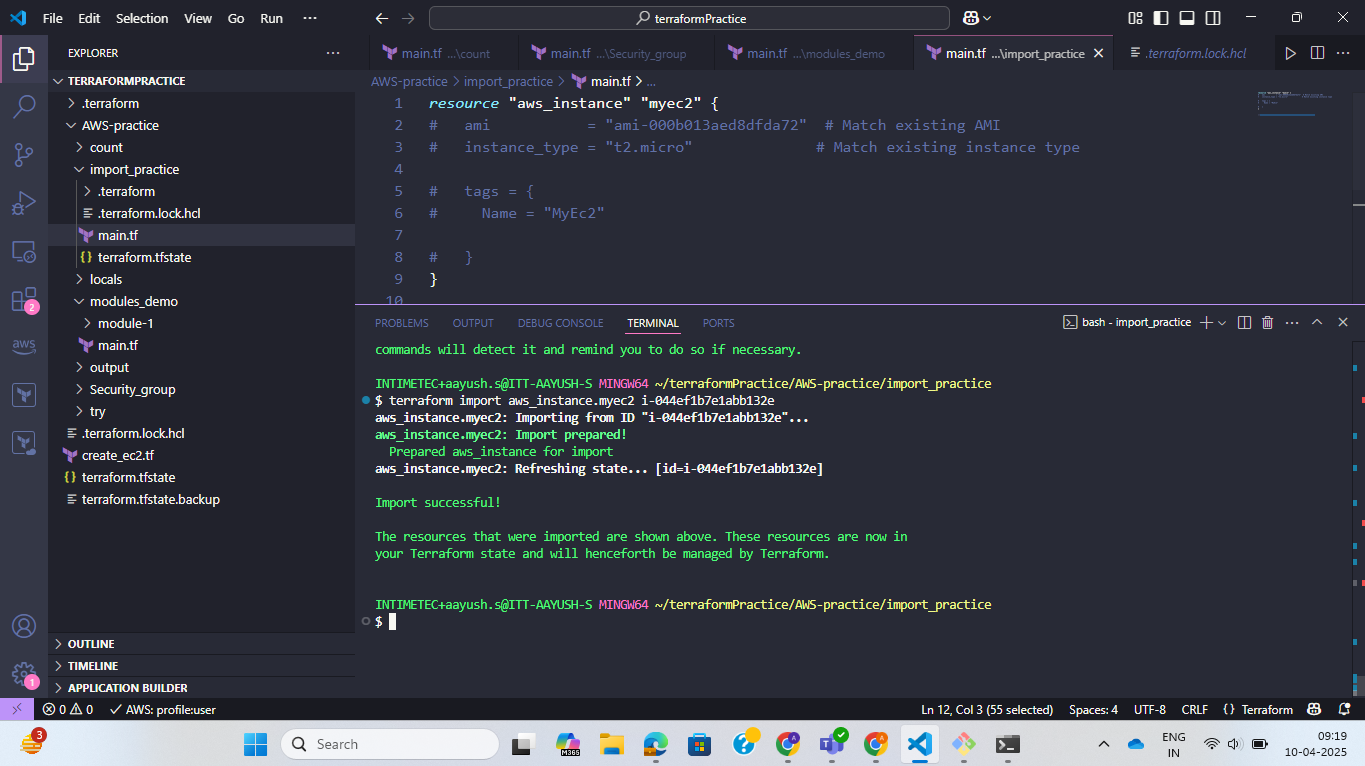 File Edit Selection View Go Run ···
terraformPractice
EXPLORER ···
TERRAFORMPRACTICE
.terraform
AWS-practice
count
import_practice
.terraform
.terraform.lock.hcl
main.tf
{} terraform.tfstate
locals
modules_demo
module-1
main.tf
output
Security_group
try
.terraform.lock.hcl
create_ec2.tf
{} terraform.tfstate
terraform.tfstate.backup
OUTLINE
TIMELINE
APPLICATION BUILDER
2
aws
1
main.tf ...\count
main.tf ...\Security_group
main.tf ...\modules_demo
main.tf ...\import_practice
.terraform.lock.hcl
···
AWS-practice > import_practice > main.tf > ...
1 resource "aws_instance" "myec2" {
2 #   ami           = "ami-000b013aed8dfda72"  # Match existing AMI
3 #   instance_type = "t2.micro"              # Match existing instance type
4
5 #   tags = {
6 #     Name = "MyEc2"
7
8 #   }
9 }
10
PROBLEMS OUTPUT DEBUG CONSOLE TERMINAL PORTS
bash - import_practice ···
commands will detect it and remind you to do so if necessary.
INTIMETEC+aayush.s@ITT-AAYUSH-S MINGW64 ~/terraformPractice/AWS-practice/import_practice
$ terraform import aws_instance.myec2 i-044ef1b7e1abb132e
aws_instance.myec2: Importing from ID "i-044ef1b7e1abb132e"...
aws_instance.myec2: Import prepared!
  Prepared aws_instance for import
aws_instance.myec2: Refreshing state... [id=i-044ef1b7e1abb132e]
Import successful!
The resources that were imported are shown above. These resources are now in
your Terraform state and will henceforth be managed by Terraform.
INTIMETEC+aayush.s@ITT-AAYUSH-S MINGW64 ~/terraformPractice/AWS-practice/import_practice
$
0 0 AWS: profile:user
Ln 12, Col 3 (55 selected) Spaces: 4 UTF-8 CRLF {} Terraform
3
Search
M365
ENG
IN
09:19
10-04-2025